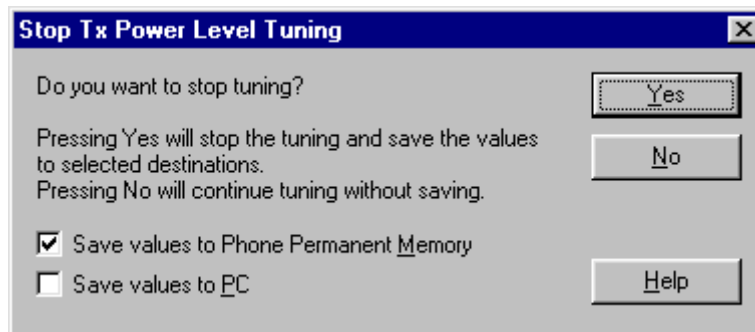 Stop Tx Power Level Tuning
Do you want to stop tuning?
Yes
Pressing Yes will stop the tuning and save the values
to selected destinations.
Pressing No will continue tuning without saving.
No
Save values to Phone Permanent Memory
Save values to PC
Help